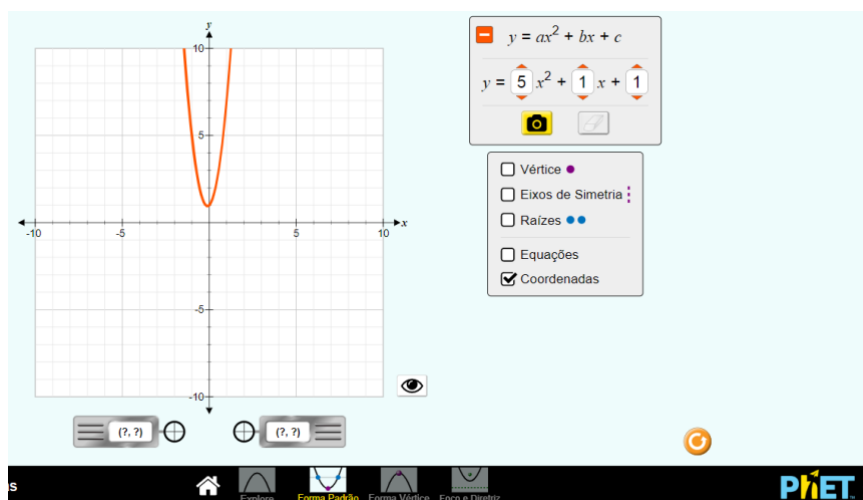 y
10
5
-10
-5
5
10
x
-5
-10
(?, ?)
(?, ?)
y = ax² + bx + c
y = 5 x² + 1 x + 1
Vértice
Eixos de Simetria
Raízes
Equações
Coordenadas
s
Explore
Forma Padrão
Forma Vértice
Foco e Diretriz
PhET